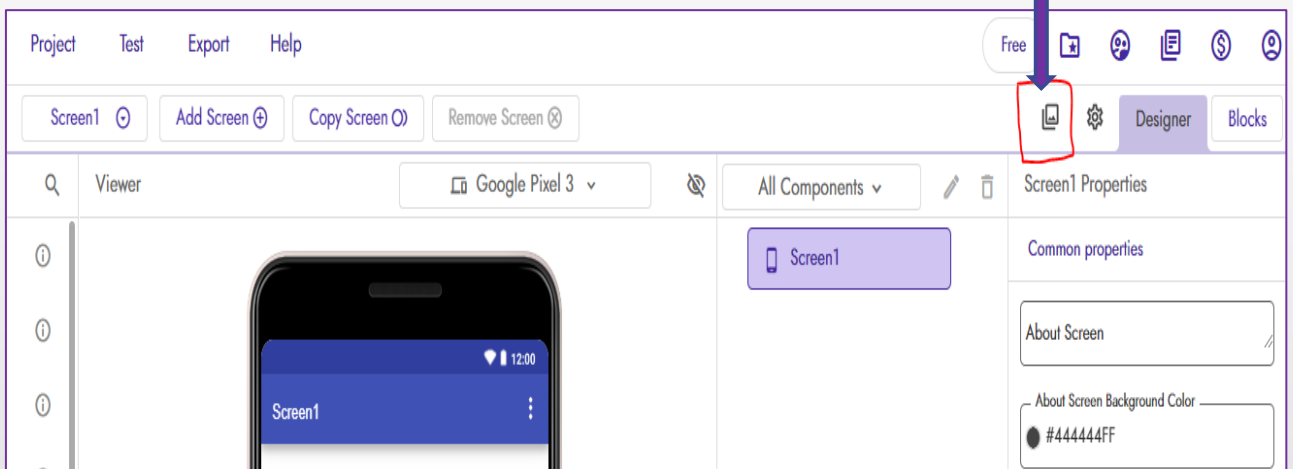 Project Test Export Help Free
Screen1 Add Screen Copy Screen Remove Screen Designer Blocks
Viewer Google Pixel 3 All Components Screen1 Properties
Screen1
Common properties
12:00
About Screen
Screen1
About Screen Background Color
#444444FF